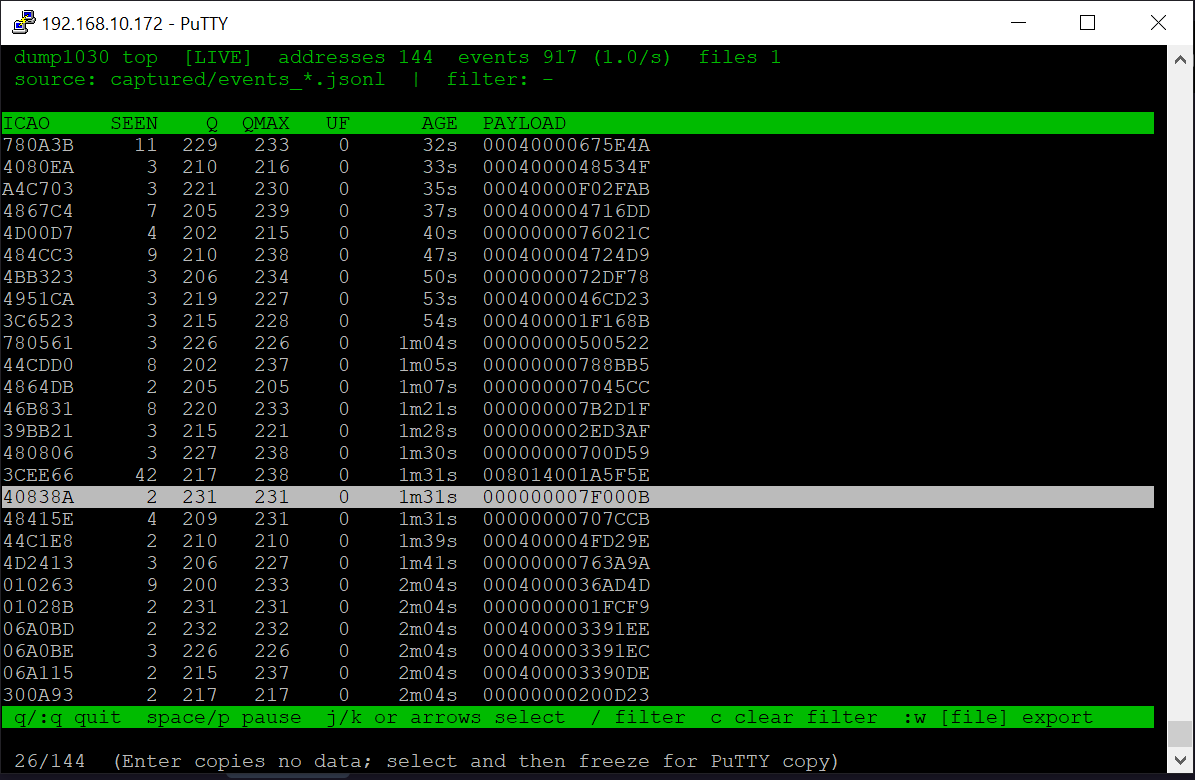 192.168.10.172 - PuTTY
dump1030 top [LIVE] addresses 144 events 917 (1.0/s) files 1
source: captured/events_*.jsonl | filter: -
ICAO SEEN Q QMAX UF AGE PAYLOAD
780A3B 11 229 233 0 32s 00040000675E4A
4080EA 3 210 216 0 33s 0004000048534F
A4C703 3 221 230 0 35s 00040000F02FAB
4867C4 7 205 239 0 37s 000400004716DD
4D00D7 4 202 215 0 40s 0000000076021C
484CC3 9 210 238 0 47s 000400004724D9
4BB323 3 206 234 0 50s 0000000072DF78
4951CA 3 219 227 0 53s 0004000046CD23
3C6523 3 215 228 0 54s 000400001F168B
780561 3 226 226 0 1m04s 00000000500522
44CDD0 8 202 237 0 1m05s 00000000788BB5
4864DB 2 205 205 0 1m07s 000000007045CC
46B831 8 220 233 0 1m21s 000000007B2D1F
39BB21 3 215 221 0 1m28s 000000002ED3AF
480806 3 227 238 0 1m30s 00000000700D59
3CEE66 42 217 238 0 1m31s 008014001A5F5E
40838A 2 231 231 0 1m31s 000000007F000B
48415E 4 209 231 0 1m31s 00000000707CCB
44C1E8 2 210 210 0 1m39s 000400004FD29E
4D2413 3 206 227 0 1m41s 00000000763A9A
010263 9 200 233 0 2m04s 0004000036AD4D
01028B 2 231 231 0 2m04s 0000000001FCF9
06A0BD 2 232 232 0 2m04s 000400003391EE
06A0BE 3 226 226 0 2m04s 000400003391EC
06A115 2 215 237 0 2m04s 000400003390DE
300A93 2 217 217 0 2m04s 00000000200D23
q/:q quit space/p pause j/k or arrows select / filter c clear filter :w [file] export
26/144 (Enter copies no data; select and then freeze for PuTTY copy)